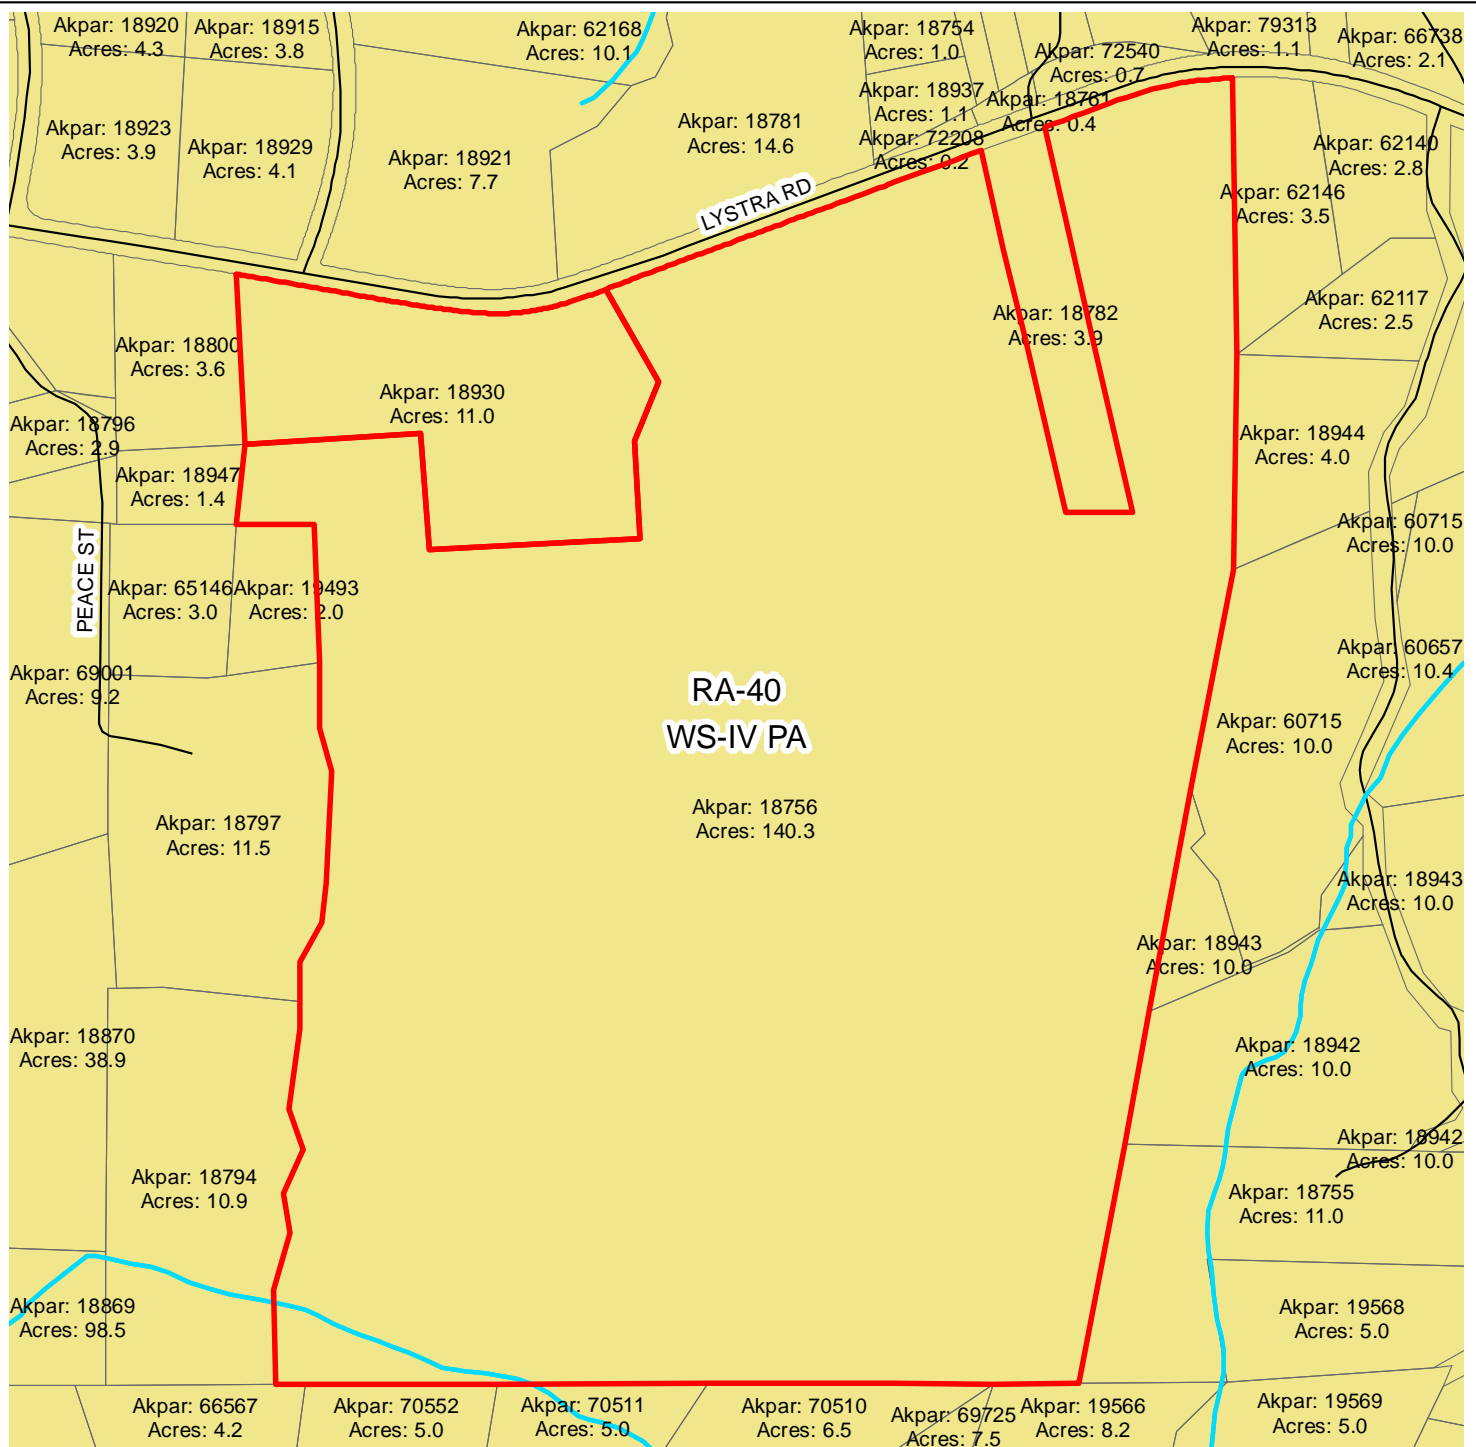 Akpar: 18920
Acres: 4.3
Akpar: 18915
Acres: 3.8
Akpar: 62168
Acres: 10.1
Akpar: 18754
Acres: 1.0
Akpar: 72540
Acres: 0.7
Akpar: 79313
Acres: 1.1
Akpar: 66738
Acres: 2.1
Akpar: 18923
Acres: 3.9
Akpar: 18929
Acres: 4.1
Akpar: 18921
Acres: 7.7
Akpar: 18781
Acres: 14.6
Akpar: 18937
Acres: 1.1
Akpar: 72208
Acres: 0.2
Akpar: 18761
Acres: 0.4
Akpar: 62140
Acres: 2.8
Akpar: 62146
Acres: 3.5
LYSTRA RD
Akpar: 62117
Acres: 2.5
Akpar: 18782
Acres: 3.9
Akpar: 18800
Acres: 3.6
Akpar: 18930
Acres: 11.0
Akpar: 18796
Acres: 2.9
Akpar: 18944
Acres: 4.0
Akpar: 18947
Acres: 1.4
Akpar: 60715
Acres: 10.0
PEACE ST
Akpar: 65146
Acres: 3.0
Akpar: 19493
Acres: 2.0
Akpar: 69001
Acres: 9.2
Akpar: 60657
Acres: 10.4
RA-40
WS-IV PA
Akpar: 60715
Acres: 10.0
Akpar: 18756
Acres: 140.3
Akpar: 18797
Acres: 11.5
Akpar: 18943
Acres: 10.0
Akpar: 18943
Acres: 10.0
Akpar: 18870
Acres: 38.9
Akpar: 18942
Acres: 10.0
Akpar: 18942
Acres: 10.0
Akpar: 18794
Acres: 10.9
Akpar: 18755
Acres: 11.0
Akpar: 18869
Acres: 98.5
Akpar: 19568
Acres: 5.0
Akpar: 66567
Acres: 4.2
Akpar: 70552
Acres: 5.0
Akpar: 70511
Acres: 5.0
Akpar: 70510
Acres: 6.5
Akpar: 69725
Acres: 7.5
Akpar: 19566
Acres: 8.2
Akpar: 19569
Acres: 5.0